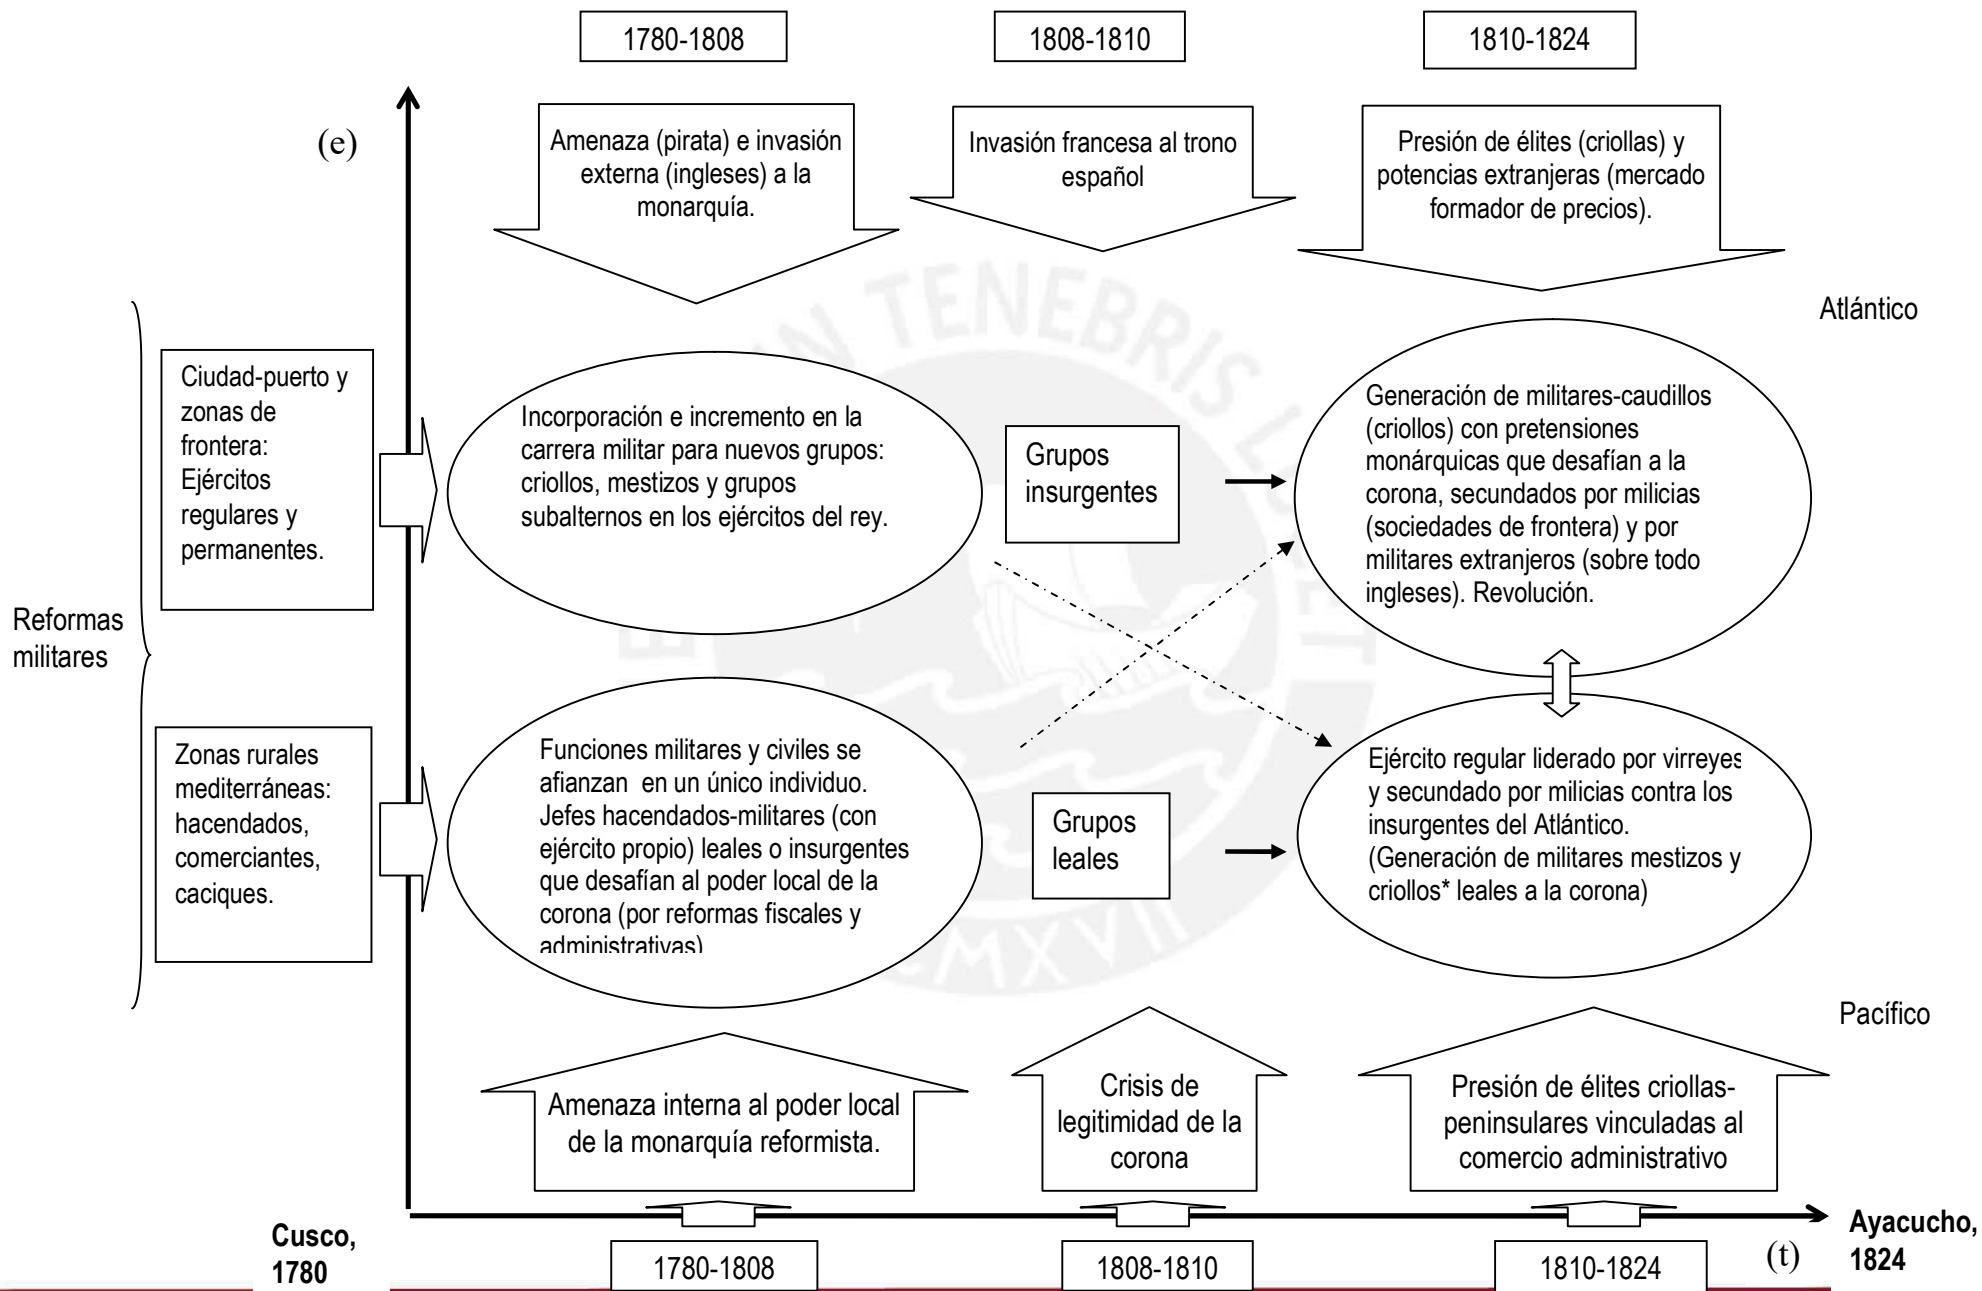 1780-1808
1808-1810
1810-1824
(e)
Amenaza (pirata) e invasión
externa (ingleses) a la
monarquía.
Invasión francesa al trono
español
Presión de élites (criollas) y
potencias extranjeras (mercado
formador de precios).
Atlántico
Reformas
militares
Ciudad-puerto y
zonas de
frontera:
Ejércitos
regulares y
permanentes.
Incorporación e incremento en la
carrera militar para nuevos grupos:
criollos, mestizos y grupos
subalternos en los ejércitos del rey.
Grupos
insurgentes
Generación de militares-caudillos
(criollos) con pretensiones
monárquicas que desafían a la
corona, secundados por milicias
(sociedades de frontera) y por
militares extranjeros (sobre todo
ingleses). Revolución.
Zonas rurales
mediterráneas:
hacendados,
comerciantes,
caciques.
Funciones militares y civiles se
afianzan en un único individuo.
Jefes hacendados-militares (con
ejército propio) leales o insurgentes
que desafían al poder local de la
corona (por reformas fiscales y
administrativas)
Grupos
leales
Ejército regular liderado por virreyes
y secundado por milicias contra los
insurgentes del Atlántico.
(Generación de militares mestizos y
criollos* leales a la corona)
Pacífico
Amenaza interna al poder local
de la monarquía reformista.
Crisis de
legitimidad de la
corona
Presión de élites criollas-
peninsulares vinculadas al
comercio administrativo
Cusco,
1780
1780-1808
1808-1810
1810-1824
(t)
Ayacucho,
1824
ET IN TENEBRIS LUCET
MCMXVII